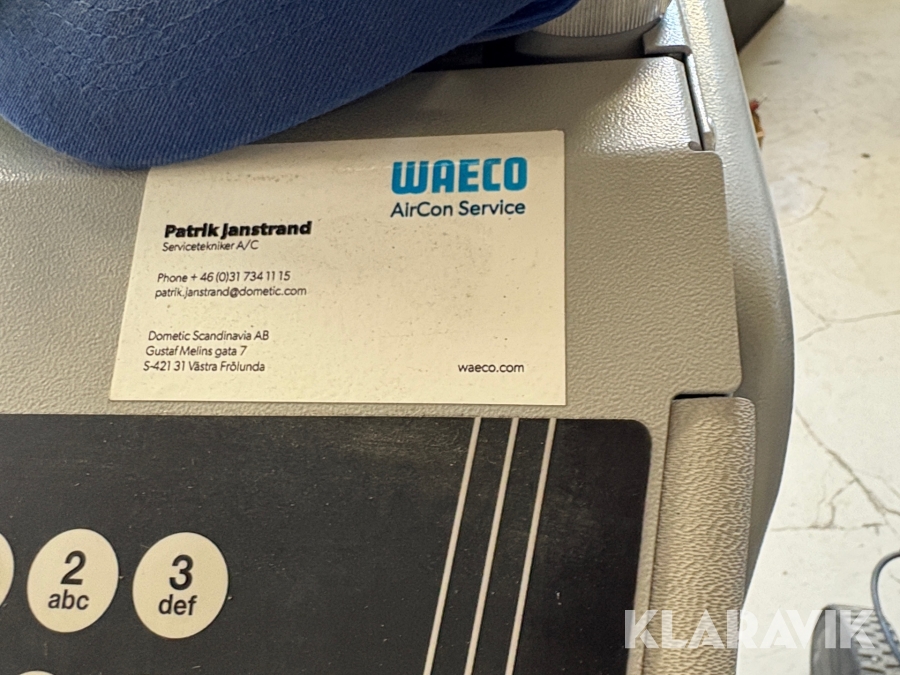 WAECO
AirCon Service
Patrik Janstrand
Servicetekniker A/C
Phone + 46 (0)31 734 11 15
patrik.janstrand@dometic.com
Dometic Scandinavia AB
Gustaf Melins gata 7
S-421 31 Västra Frölunda
waeco.com
2
abc
3
def
KLARAVIK